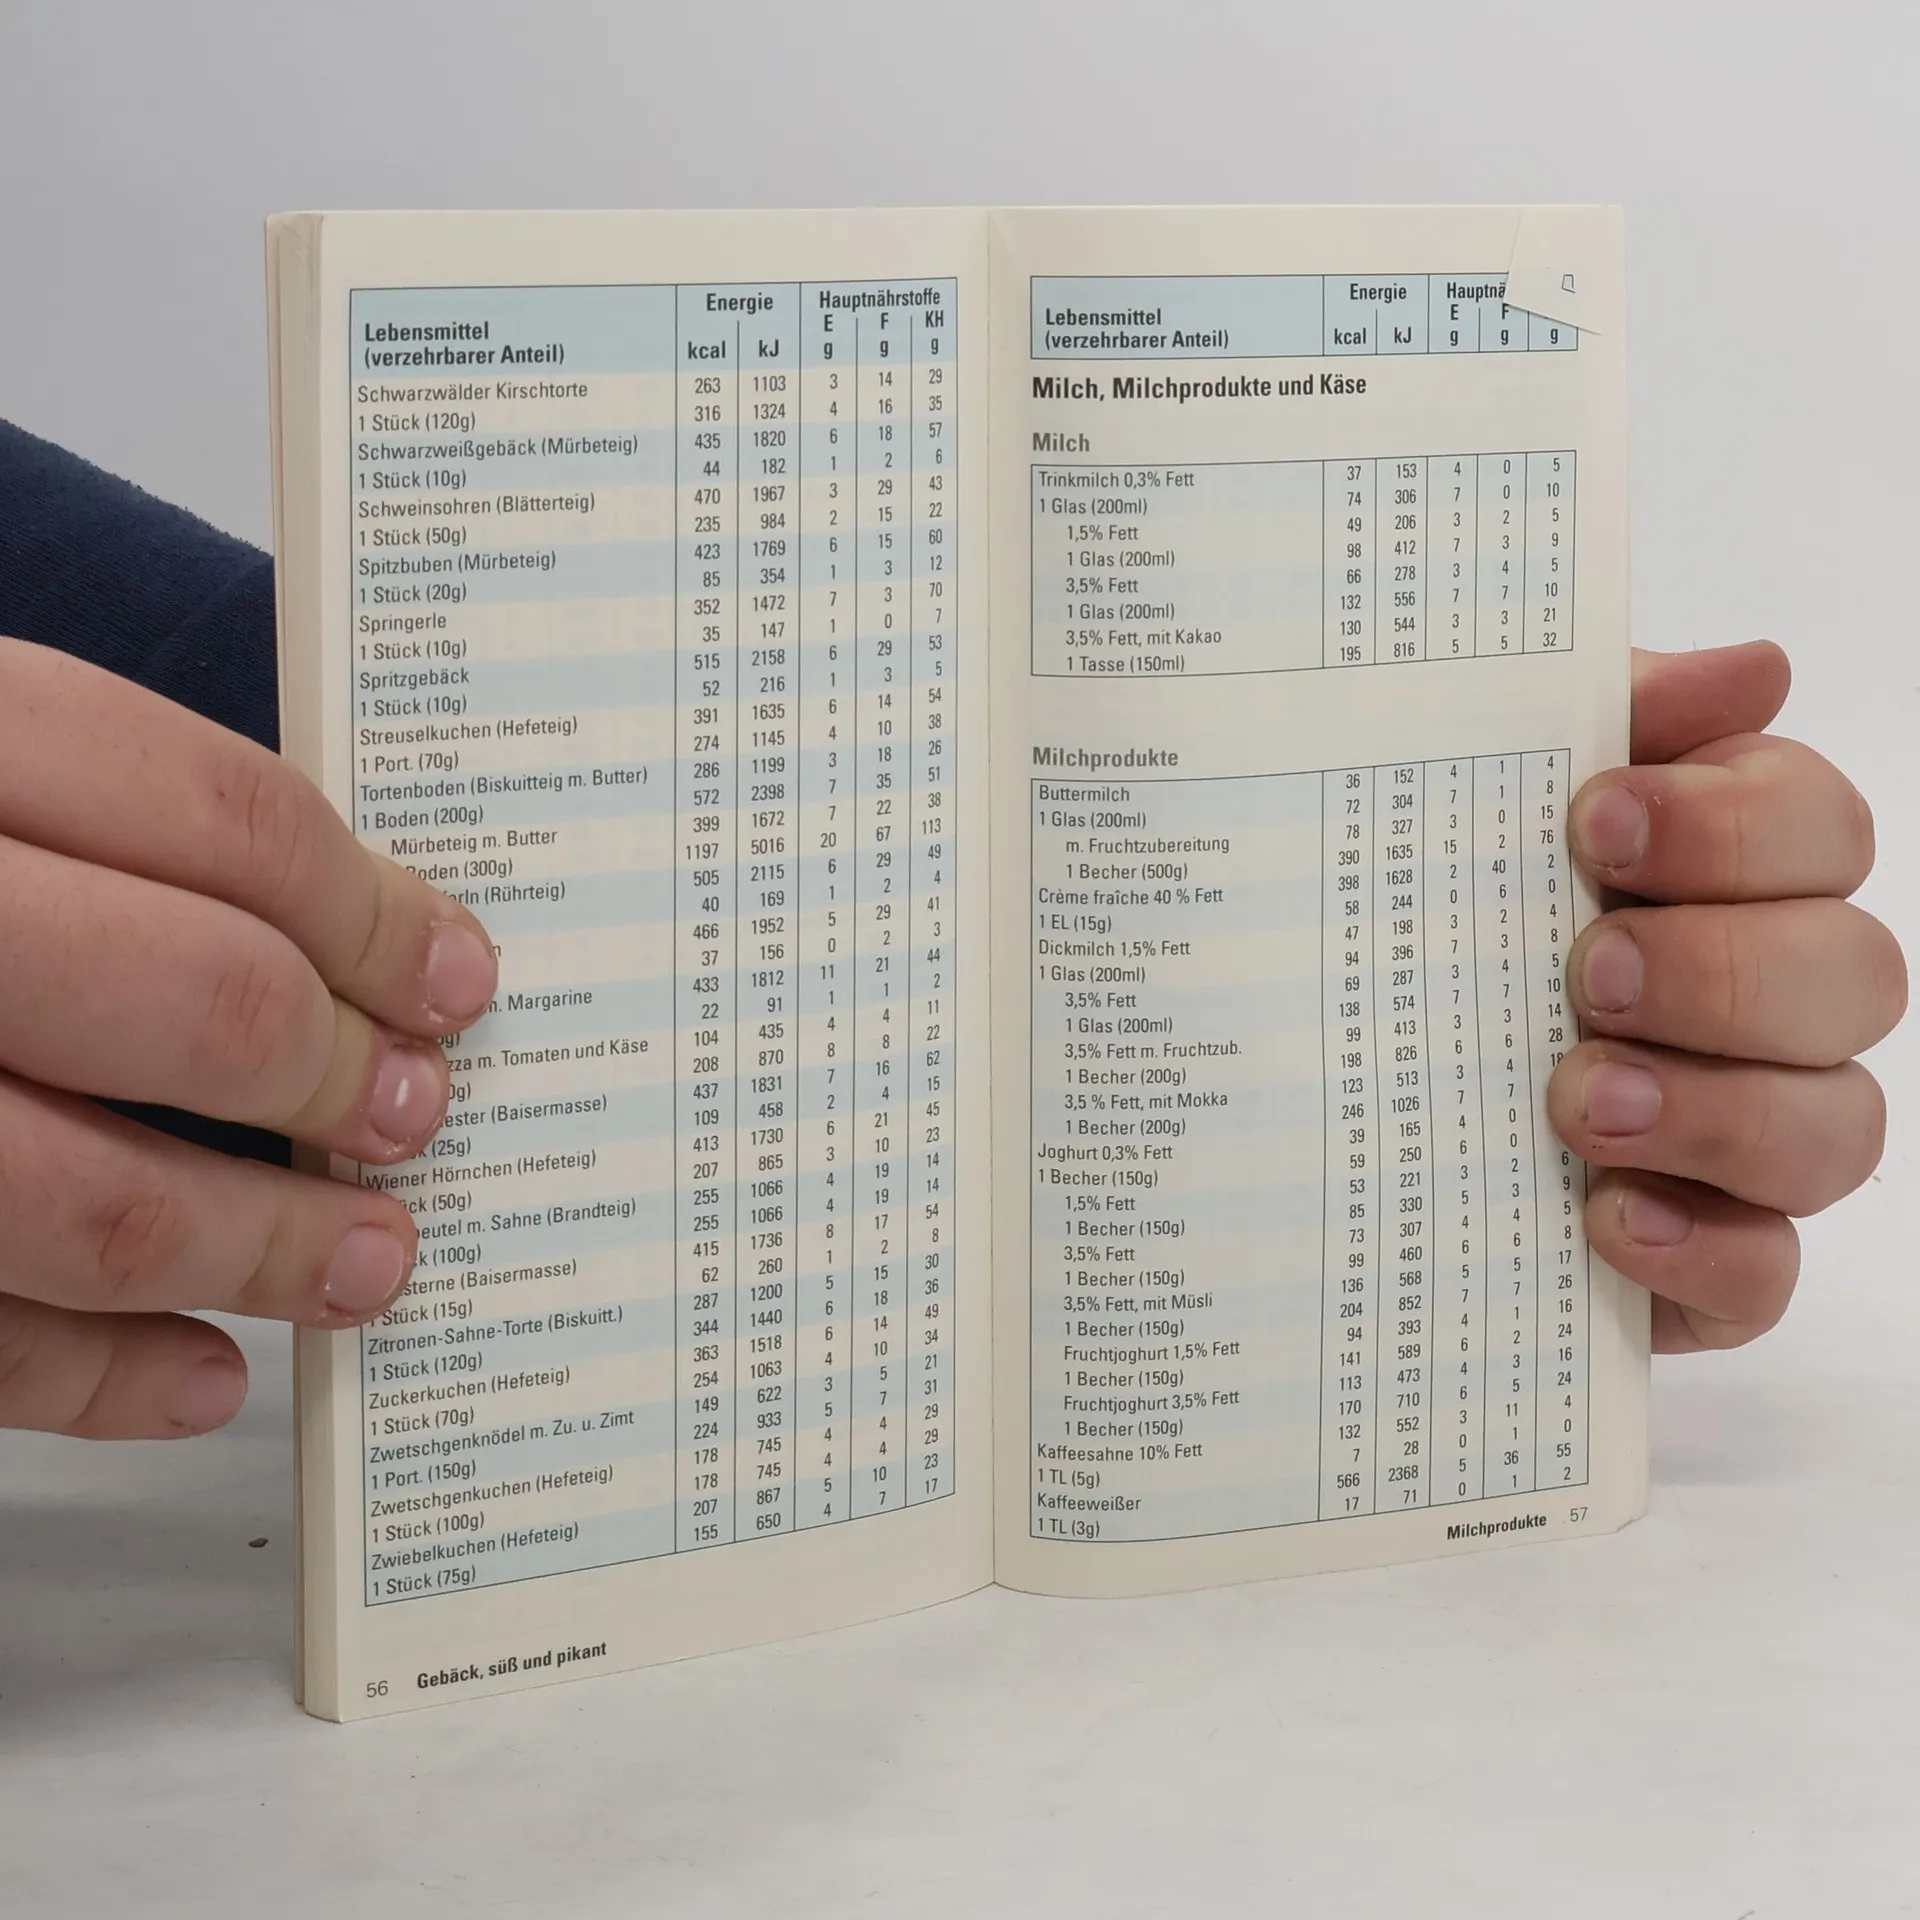 Lebensmittel Energie Hauptnährstoffe
(verzehrbarer Anteil) E F KH
kcal kJ g g g
Schwarzwälder Kirschtorte 263 1103 3 14 29
1 Stück (120g) 316 1324 4 16 35
Schwarzweißgebäck (Mürbeteig) 435 1820 6 18 57
1 Stück (10g) 44 182 1 2 6
Schweinsohren (Blätterteig) 470 1967 3 29 43
1 Stück (50g) 235 984 2 15 22
Spitzbuben (Mürbeteig) 423 1769 6 15 60
1 Stück (20g) 85 354 1 3 12
Springerle 352 1472 7 3 70
1 Stück (10g) 35 147 1 0 7
Spritzgebäck 515 2158 6 29 53
1 Stück (10g) 52 216 1 3 5
Streuselkuchen (Hefeteig) 391 1635 6 14 54
1 Port. (70g) 274 1145 4 10 38
Tortenboden (Biskuitteig m. Butter) 286 1199 3 18 26
1 Boden (200g) 572 2398 7 35 51
Mürbeteig m. Butter 399 1672 7 22 38
Boden (300g) 1197 5016 20 67 113
(Rührteig) 505 2115 6 29 49
40 169 1 2 4
466 1952 5 29 41
37 156 0 2 3
m. Margarine 433 1812 11 21 44
22 91 1 1 2
m. Tomaten und Käse 104 435 4 4 11
208 870 8 8 22
(Baisermasse) 437 1831 7 16 62
(25g) 109 458 2 4 15
Wiener Hörnchen (Hefeteig) 413 1730 6 21 45
(50g) 207 865 3 10 23
m. Sahne (Brandteig) 255 1066 4 19 14
(100g) 255 1066 4 19 14
(Baisermasse) 415 1736 8 17 54
Stück (15g) 62 260 1 2 8
Zitronen-Sahne-Torte (Biskuitt.) 287 1200 5 15 30
1 Stück (120g) 344 1440 6 18 36
Zuckerkuchen (Hefeteig) 363 1518 6 14 49
1 Stück (70g) 254 1063 4 10 34
Zwetschgenknödel m. Zu. u. Zimt 149 622 3 5 21
1 Port. (150g) 224 933 5 7 31
Zwetschgenkuchen (Hefeteig) 178 745 4 4 29
1 Stück (100g) 178 745 4 4 29
Zwiebelkuchen (Hefeteig) 207 867 5 10 23
1 Stück (75g) 155 650 4 7 17
56 Gebäck, süß und pikant
Lebensmittel Energie
(verzehrbarer Anteil) E F
kcal kJ g g g
Milch, Milchprodukte und Käse
Milch
Trinkmilch 0,3% Fett 37 153 4 0 5
1 Glas (200ml) 74 306 7 0 10
1,5% Fett 49 206 3 2 5
1 Glas (200ml) 98 412 7 3 9
3,5% Fett 66 278 3 4 5
1 Glas (200ml) 132 556 7 7 10
3,5% Fett, mit Kakao 130 544 3 3 21
1 Tasse (150ml) 195 816 5 5 32
Milchprodukte
Buttermilch 36 152 4 1 4
1 Glas (200ml) 72 304 7 1 8
m. Fruchtzubereitung 78 327 3 0 15
1 Becher (500g) 390 1635 15 2 76
Crème fraîche 40 % Fett 398 1628 2 40 2
1 EL (15g) 58 244 0 6 0
Dickmilch 1,5% Fett 47 198 3 2 4
1 Glas (200ml) 94 396 7 3 8
3,5% Fett 69 287 3 4 5
1 Glas (200ml) 138 574 7 7 10
3,5% Fett m. Fruchtzub. 99 413 3 3 14
1 Becher (200g) 198 826 6 6 28
3,5 % Fett, mit Mokka 123 513 3 4 18
1 Becher (200g) 246 1026 7 7
Joghurt 0,3% Fett 39 165 4 0
1 Becher (150g) 59 250 6 0
1,5% Fett 53 221 3 2 6
1 Becher (150g) 85 330 5 3 9
3,5% Fett 73 307 4 4 5
1 Becher (150g) 99 460 6 6 8
3,5% Fett, mit Müsli 136 568 5 5 17
1 Becher (150g) 204 852 7 7 26
Fruchtjoghurt 1,5% Fett 94 393 4 1 16
1 Becher (150g) 141 589 6 2 24
Fruchtjoghurt 3,5% Fett 113 473 4 3 16
1 Becher (150g) 170 710 6 5 24
Kaffeesahne 10% Fett 132 552 3 11 4
1 TL (5g) 7 28 0 1 0
Kaffeeweißer 566 2368 5 36 55
1 TL (3g) 17 71 0 1 2
Milchprodukte 57